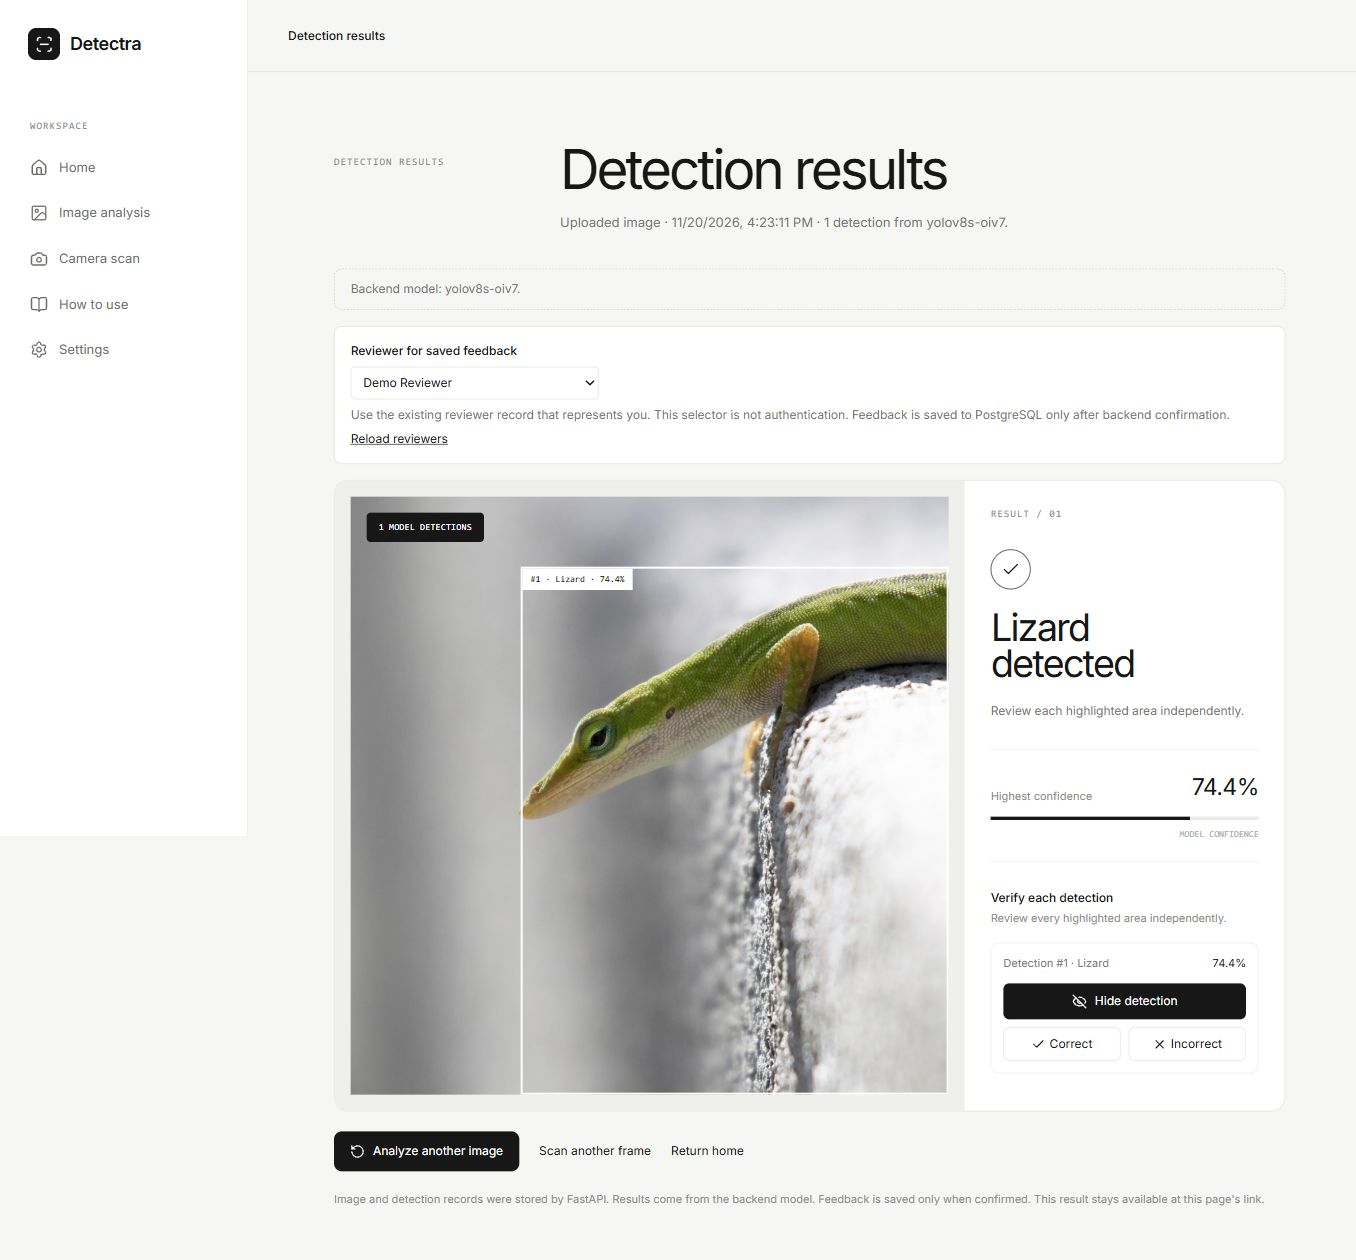 Detectra
Detection results
WORKSPACE
Home
Image analysis
Camera scan
How to use
Settings
DETECTION RESULTS
Detection results
Uploaded image · 11/20/2026, 4:23:11 PM · 1 detection from yolov8s-oiv7.
Backend model: yolov8s-oiv7.
Reviewer for saved feedback
Demo Reviewer
Use the existing reviewer record that represents you. This selector is not authentication. Feedback is saved to PostgreSQL only after backend confirmation.
Reload reviewers
1 MODEL DETECTIONS
#1 · Lizard · 74.4%
RESULT / 01
Lizard
detected
Review each highlighted area independently.
Highest confidence
74.4%
MODEL CONFIDENCE
Verify each detection
Review every highlighted area independently.
Detection #1 · Lizard
74.4%
Hide detection
Correct
Incorrect
Analyze another image
Scan another frame
Return home
Image and detection records were stored by FastAPI. Results come from the backend model. Feedback is saved only when confirmed. This result stays available at this page's link.